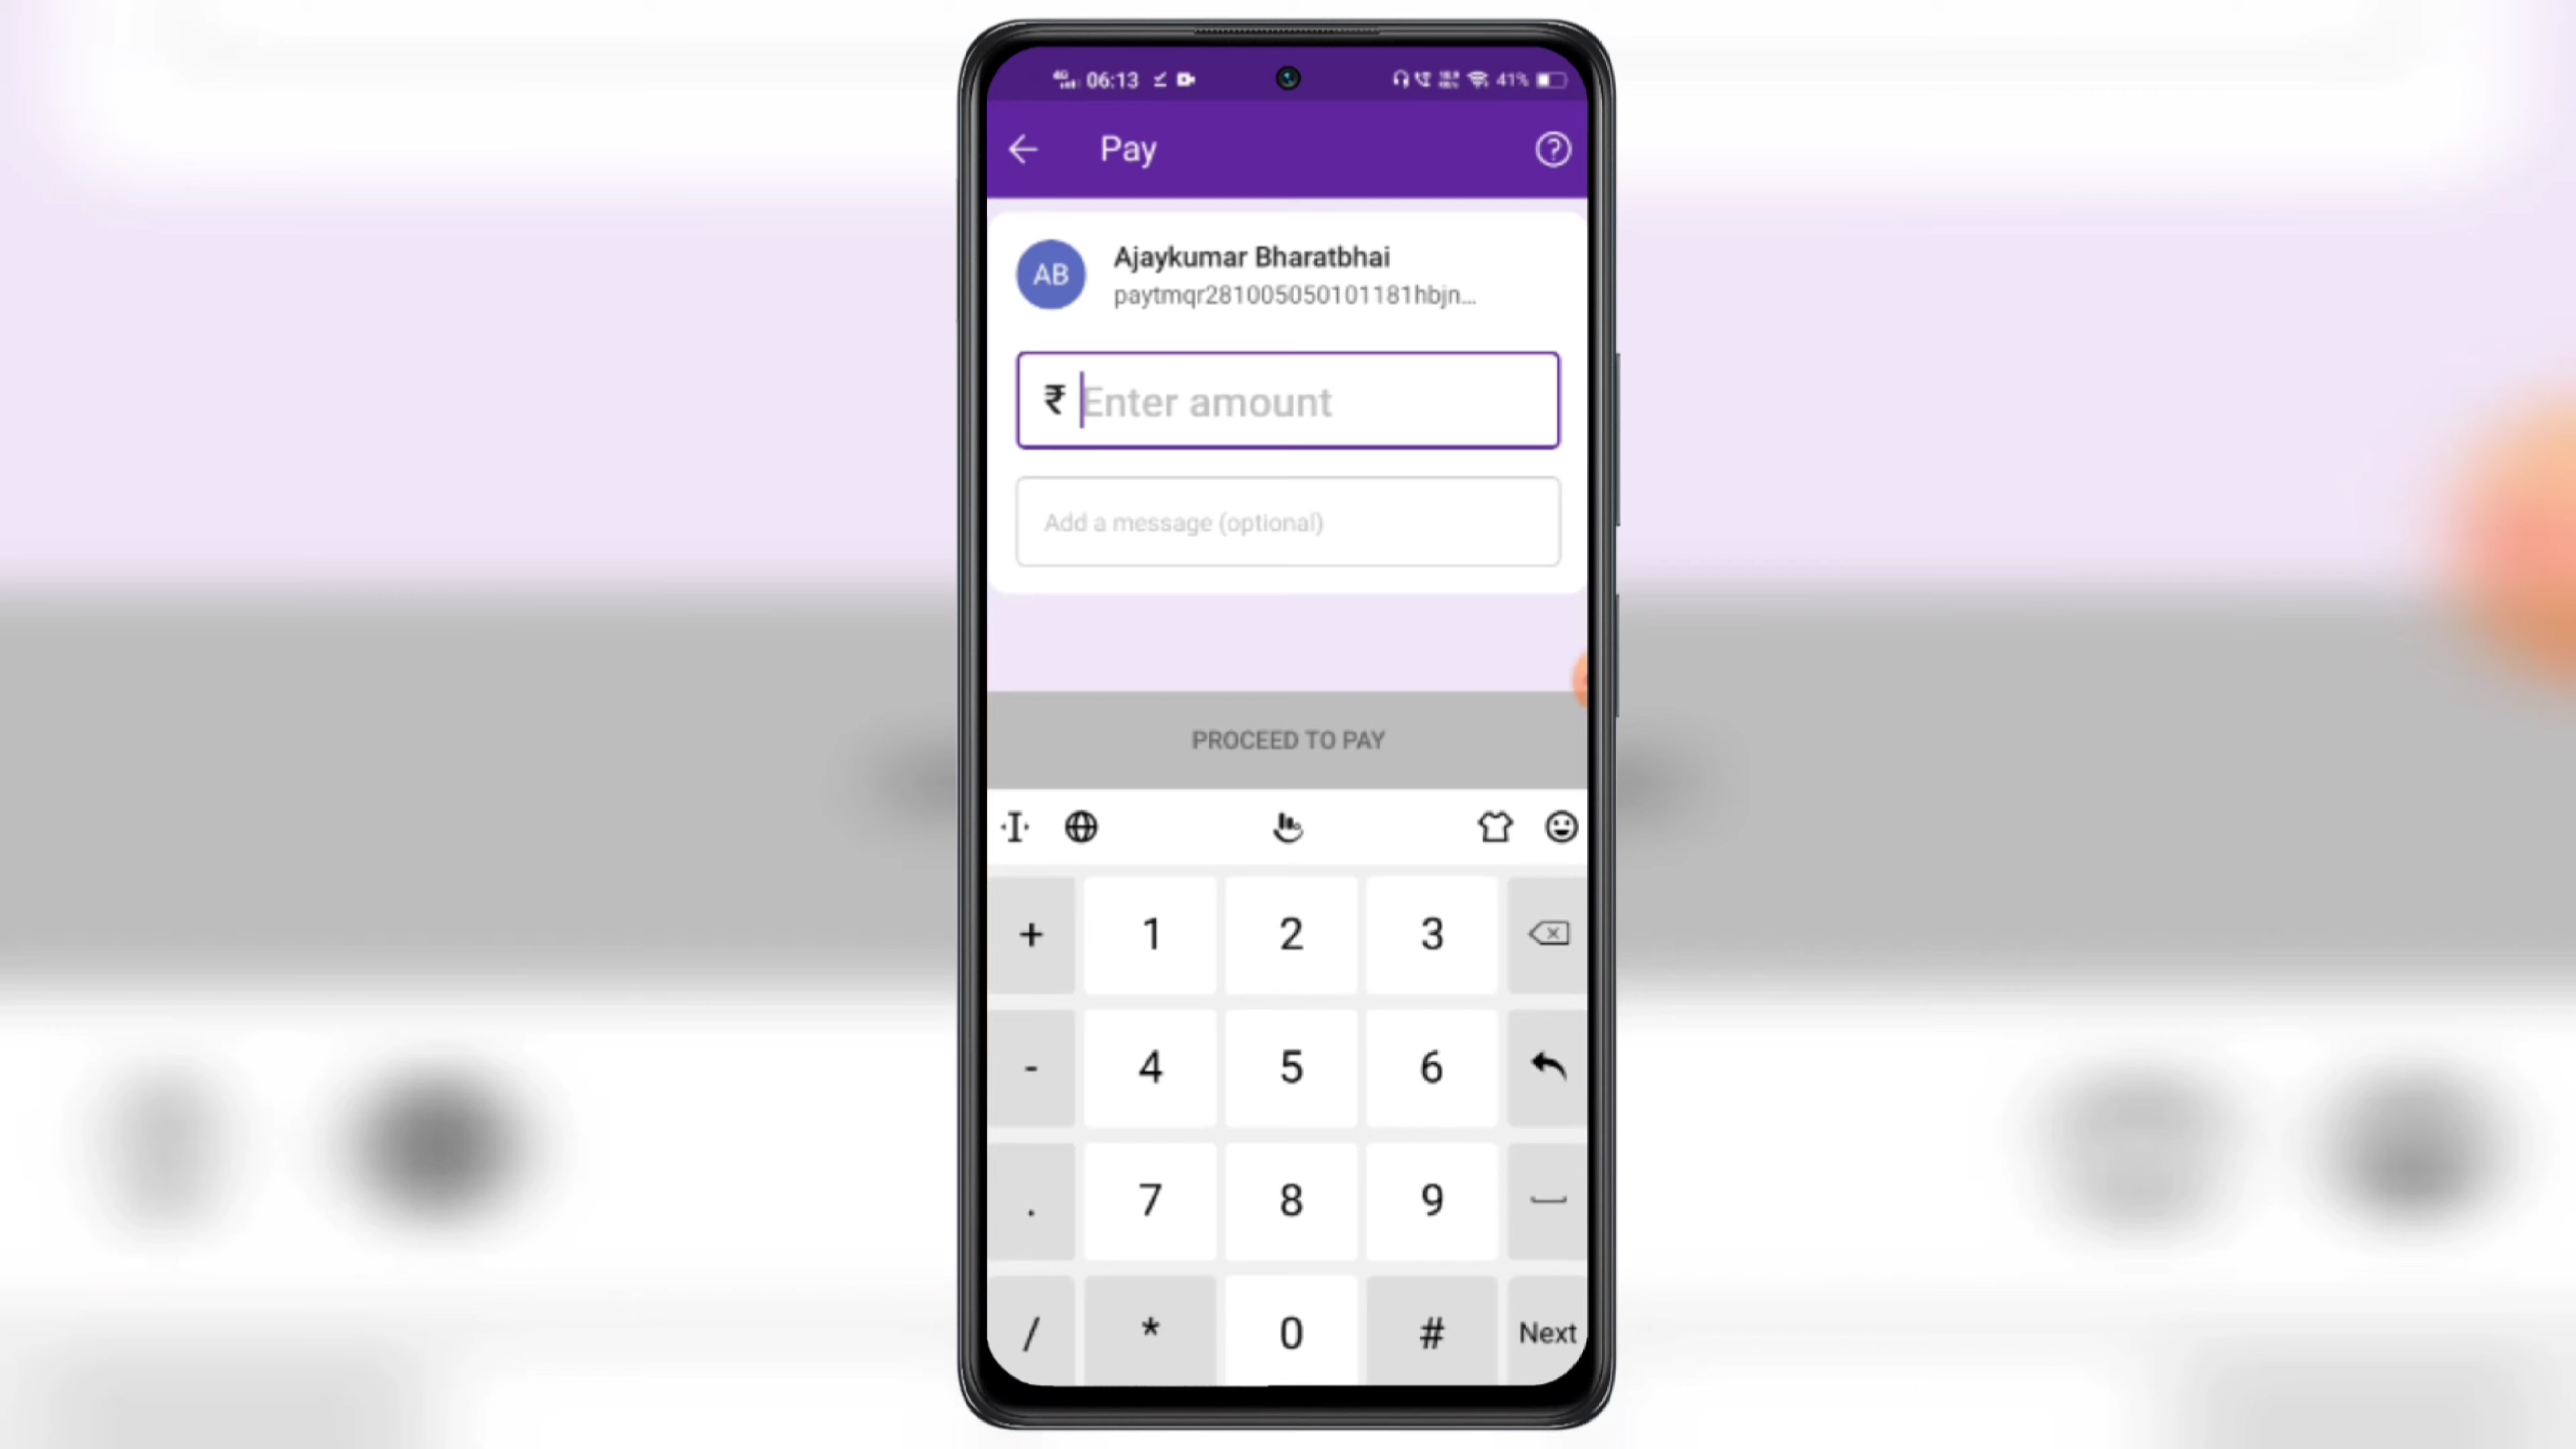 4G 06:13 41%
Pay
AB
Ajaykumar Bharatbhai
paytmqr281005050101181hbjn...
₹ Enter amount
Add a message (optional)
PROCEED TO PAY
+ 1 2 3
- 4 5 6
. 7 8 9
/ * 0 # Next